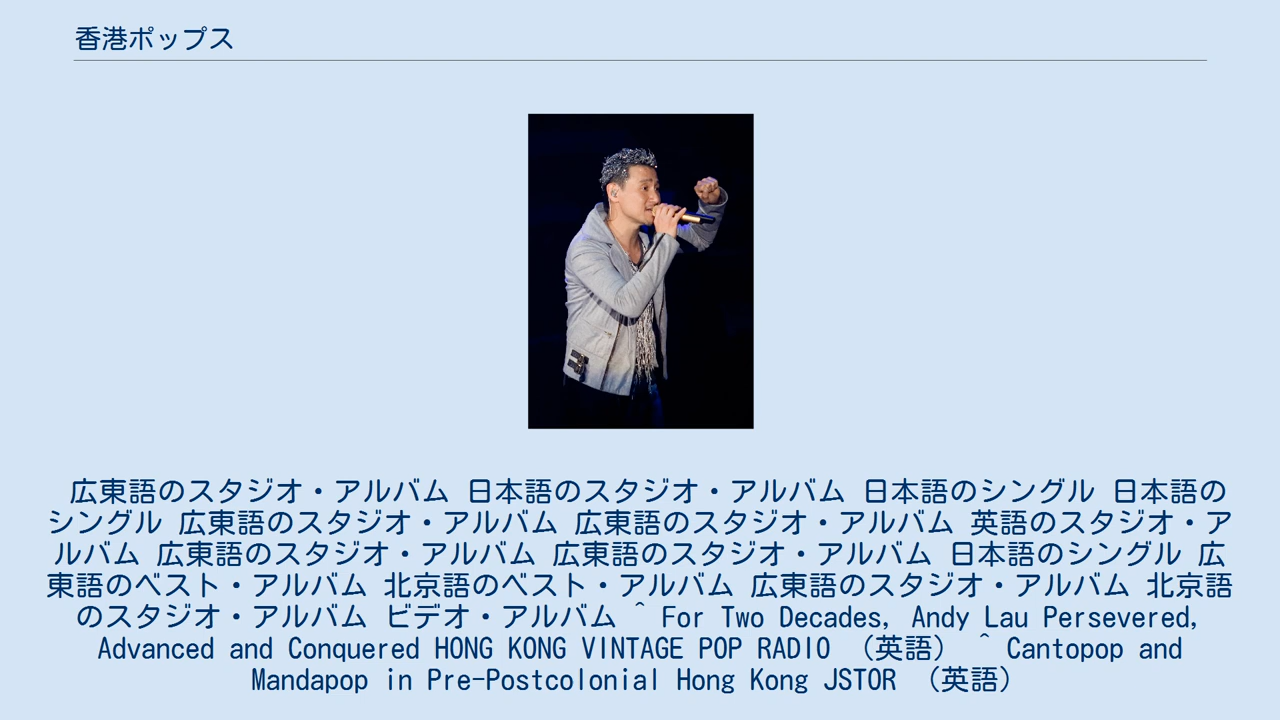 香港ポップス
広東語のスタジオ・アルバム 日本語のスタジオ・アルバム 日本語のシングル 日本語の
シングル 広東語のスタジオ・アルバム 広東語のスタジオ・アルバム 英語のスタジオ・ア
ルバム 広東語のスタジオ・アルバム 広東語のスタジオ・アルバム 日本語のシングル 広
東語のベスト・アルバム 北京語のベスト・アルバム 広東語のスタジオ・アルバム 北京語
のスタジオ・アルバム ビデオ・アルバム ^ For Two Decades, Andy Lau Persevered,
Advanced and Conquered HONG KONG VINTAGE POP RADIO （英語） ^ Cantopop and
Mandapop in Pre-Postcolonial Hong Kong JSTOR （英語）